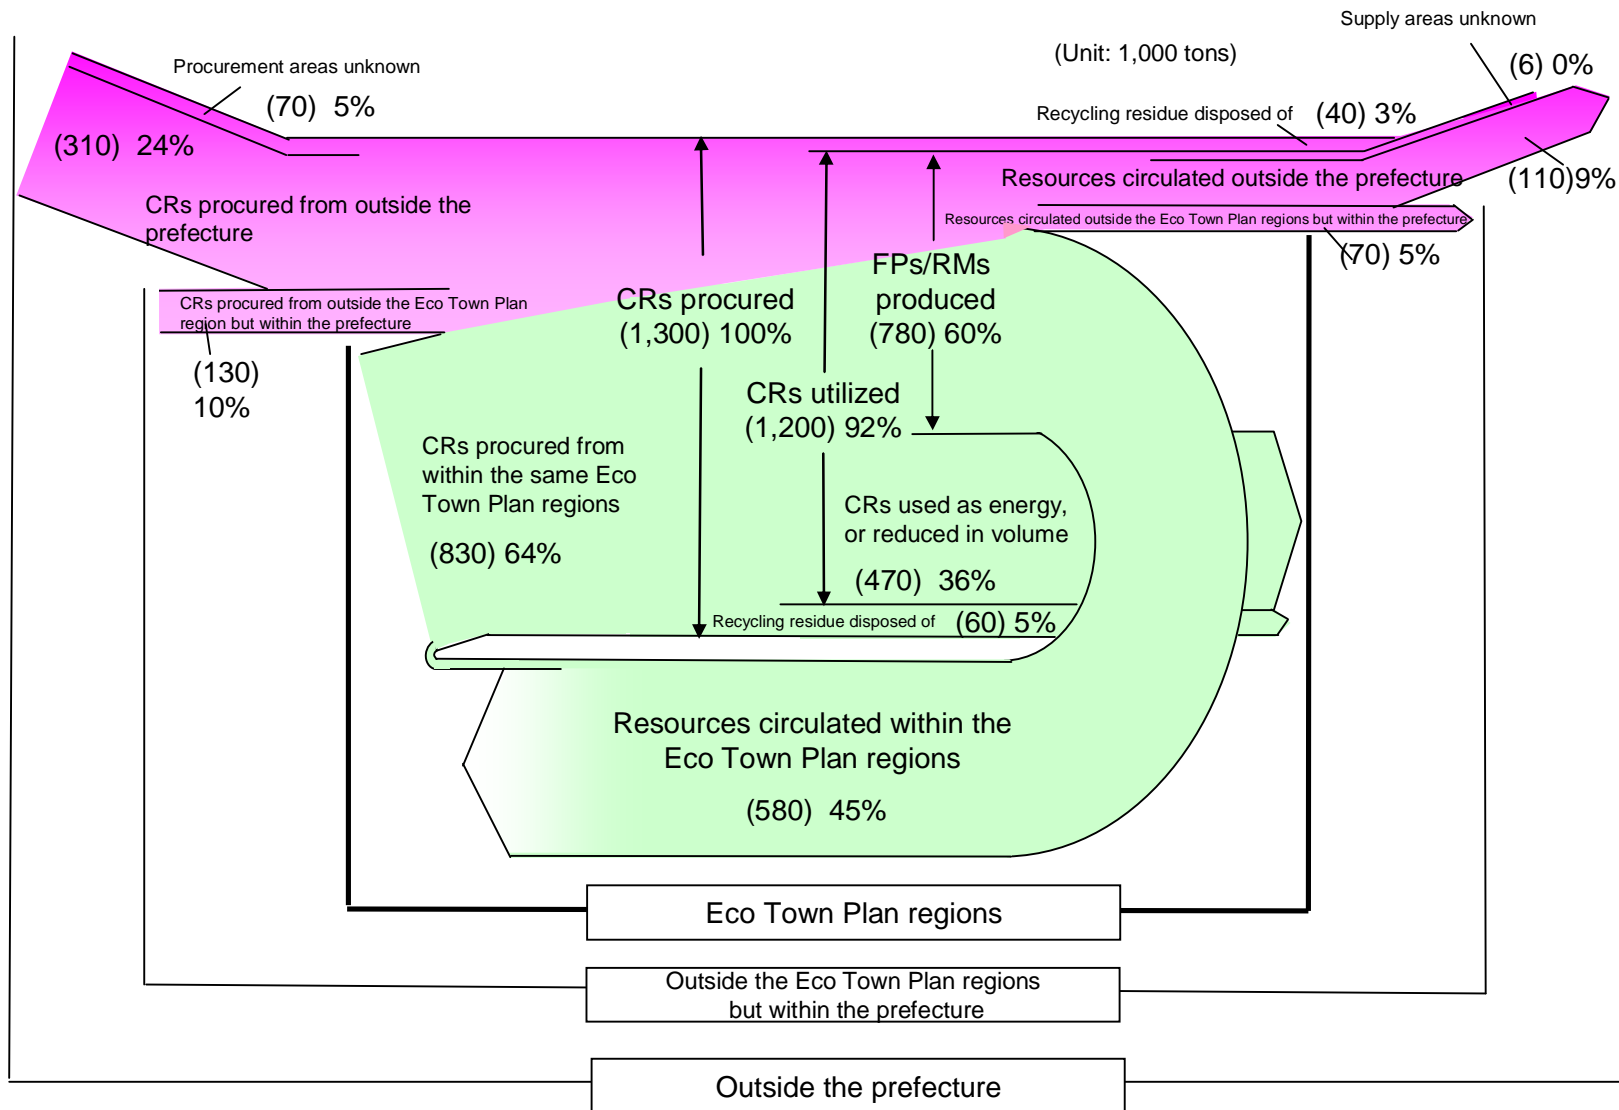 Supply areas unknown
(Unit: 1,000 tons)
(6) 0%
Procurement areas unknown
(70) 5%
Recycling residue disposed of
(40) 3%
(310) 24%
Resources circulated outside the prefecture
(110)9%
CRs procured from outside the
prefecture
Resources circulated outside the Eco Town Plan regions but within the prefecture
(70) 5%
CRs procured from outside the Eco Town Plan
region but within the prefecture
(130)
10%
CRs procured
(1,300) 100%
FPs/RMs
produced
(780) 60%
CRs utilized
(1,200) 92%
CRs procured from
within the same Eco
Town Plan regions
(830) 64%
CRs used as energy,
or reduced in volume
(470) 36%
Recycling residue disposed of
(60) 5%
Resources circulated within the
Eco Town Plan regions
(580) 45%
Eco Town Plan regions
Outside the Eco Town Plan regions
but within the prefecture
Outside the prefecture